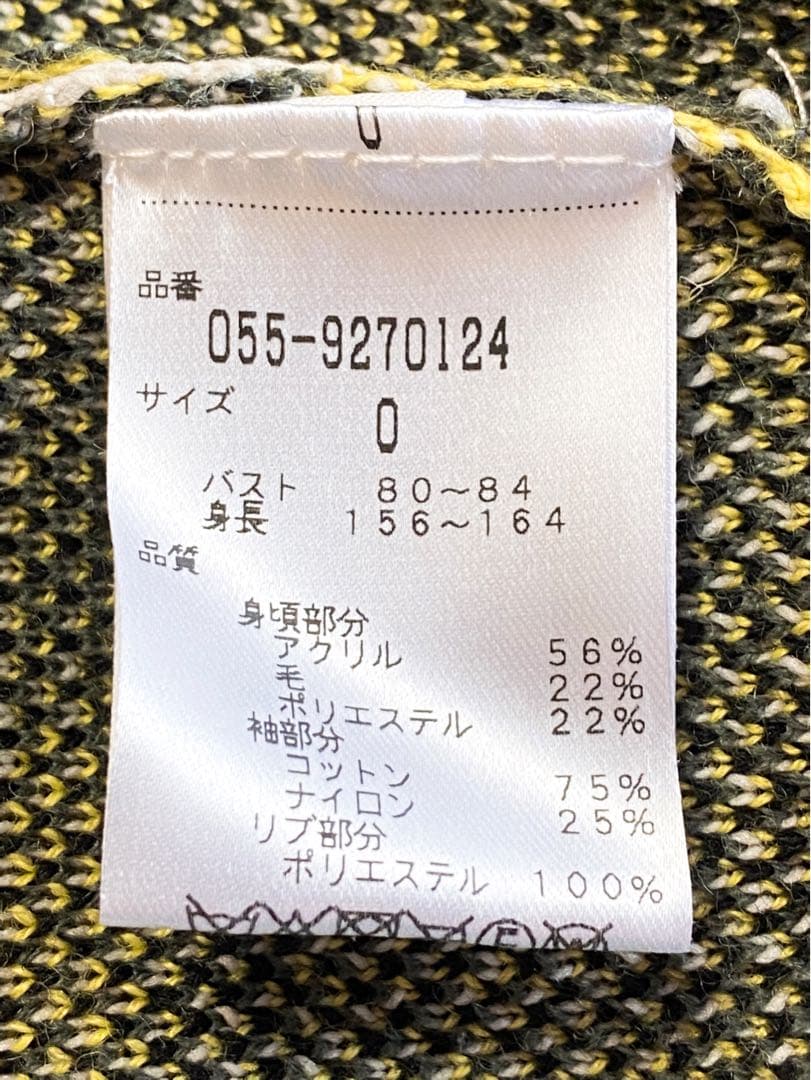 0
品番
055-9270124
サイズ
0
バスト 80～84
身長 156～164
品質
身頃部分
アクリル 56%
毛 22%
ポリエステル 22%
袖部分
コットン 75%
ナイロン 25%
リブ部分
ポリエステル 100%